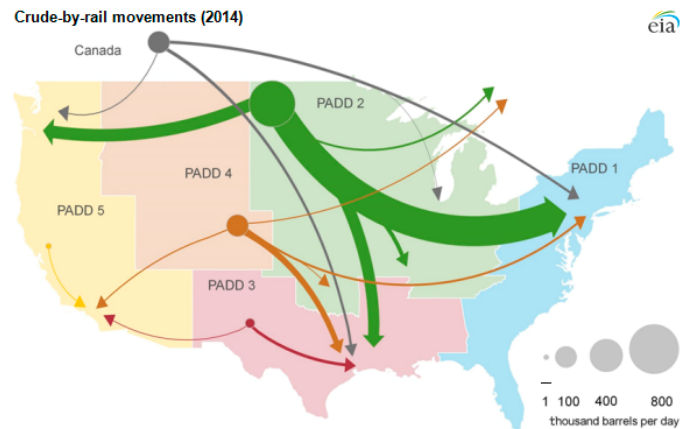 Crude-by-rail movements (2014)
eia
Canada
PADD 2
PADD 1
PADD 4
PADD 5
PADD 3
1 100 400 800
thousand barrels per day